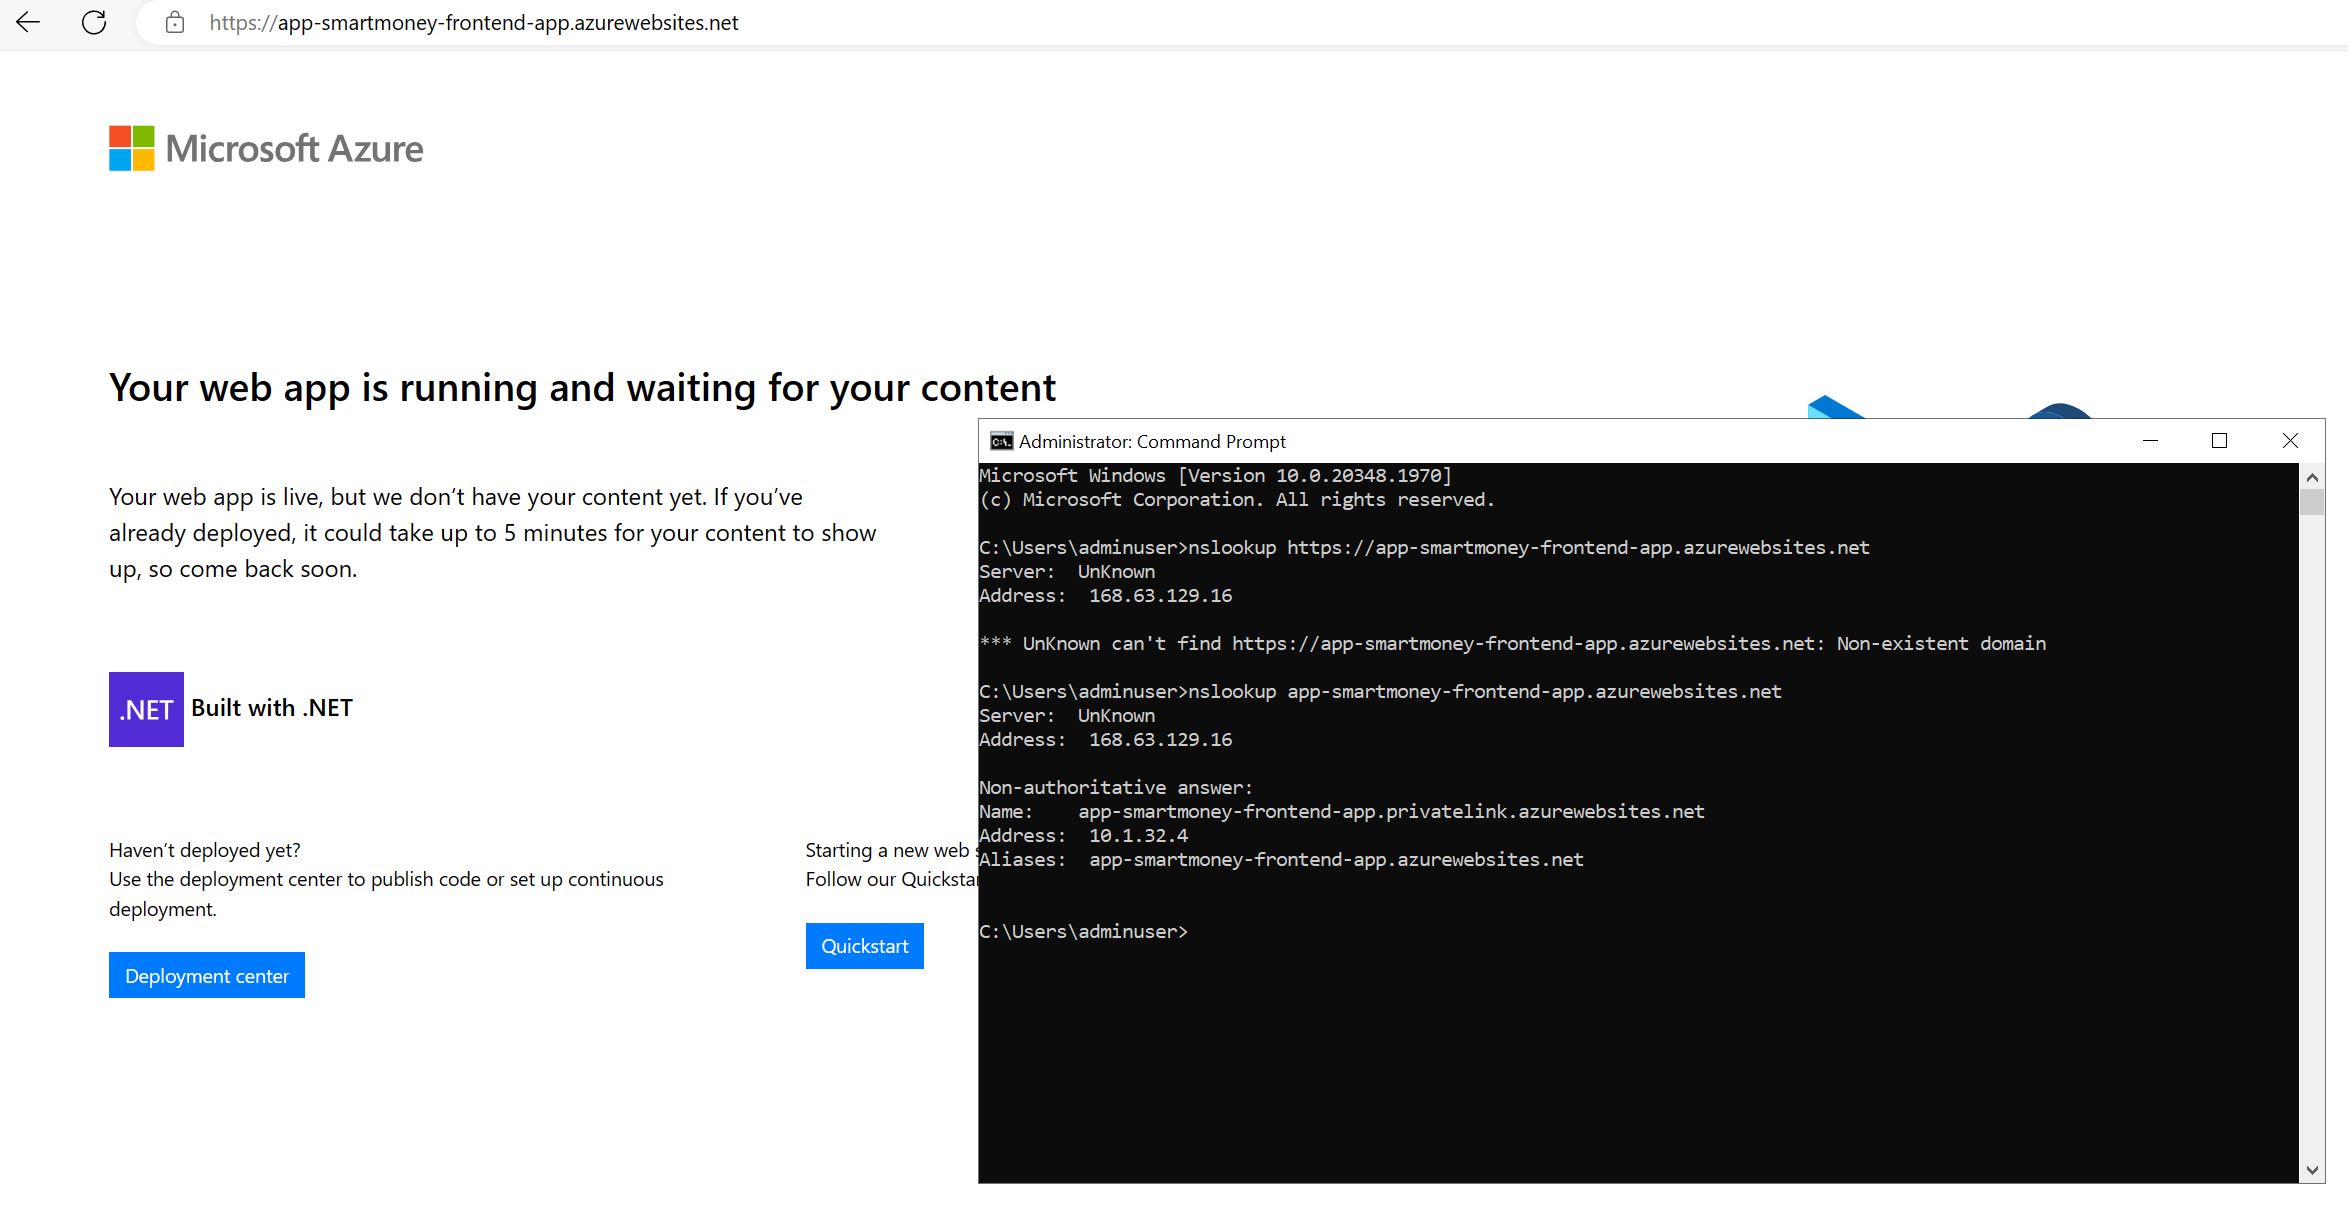 https://app-smartmoney-frontend-app.azurewebsites.net
Microsoft Azure
Your web app is running and waiting for your content
Your web app is live, but we don’t have your content yet. If you’ve
already deployed, it could take up to 5 minutes for your content to show
up, so come back soon.
.NET Built with .NET
Haven’t deployed yet?
Use the deployment center to publish code or set up continuous
deployment.
Deployment center
Starting a new web
Follow our
Quickstart
Administrator: Command Prompt
Microsoft Windows [Version 10.0.20348.1970]
(c) Microsoft Corporation. All rights reserved.
C:\Users\adminuser>nslookup https://app-smartmoney-frontend-app.azurewebsites.net
Server:  UnKnown
Address:  168.63.129.16
*** UnKnown can't find https://app-smartmoney-frontend-app.azurewebsites.net: Non-existent domain
C:\Users\adminuser>nslookup app-smartmoney-frontend-app.azurewebsites.net
Server:  UnKnown
Address:  168.63.129.16
Non-authoritative answer:
Name:    app-smartmoney-frontend-app.privatelink.azurewebsites.net
Address:  10.1.32.4
Aliases:  app-smartmoney-frontend-app.azurewebsites.net
C:\Users\adminuser>